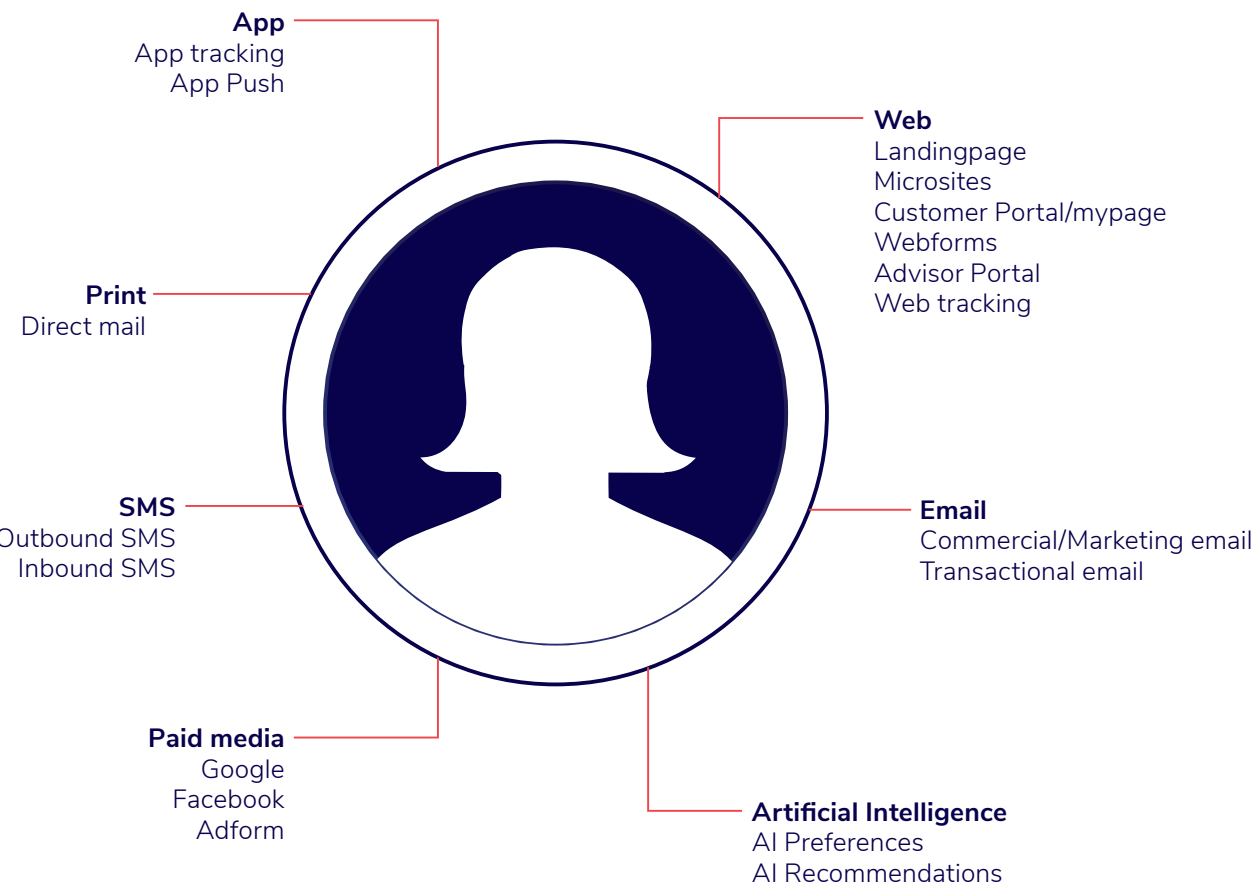 App
App tracking
App Push
Web
Landingpage
Microsites
Customer Portal/mypage
Webforms
Advisor Portal
Web tracking
Print
Direct mail
SMS
Outbound SMS
Inbound SMS
Email
Commercial/Marketing email
Transactional email
Paid media
Google
Facebook
Adform
Artificial Intelligence
AI Preferences
AI Recommendations